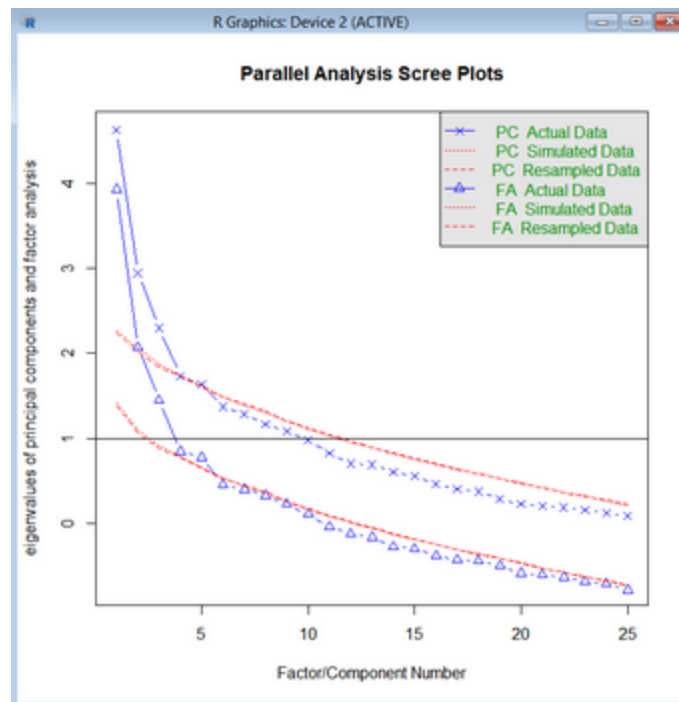 R Graphics: Device 2 (ACTIVE)
Parallel Analysis Scree Plots
eigenvalues of principal components and factor analysis
4
3
2
1
0
PC Actual Data
PC Simulated Data
PC Resampled Data
FA Actual Data
FA Simulated Data
FA Resampled Data
5
10
15
20
25
Factor/Component Number